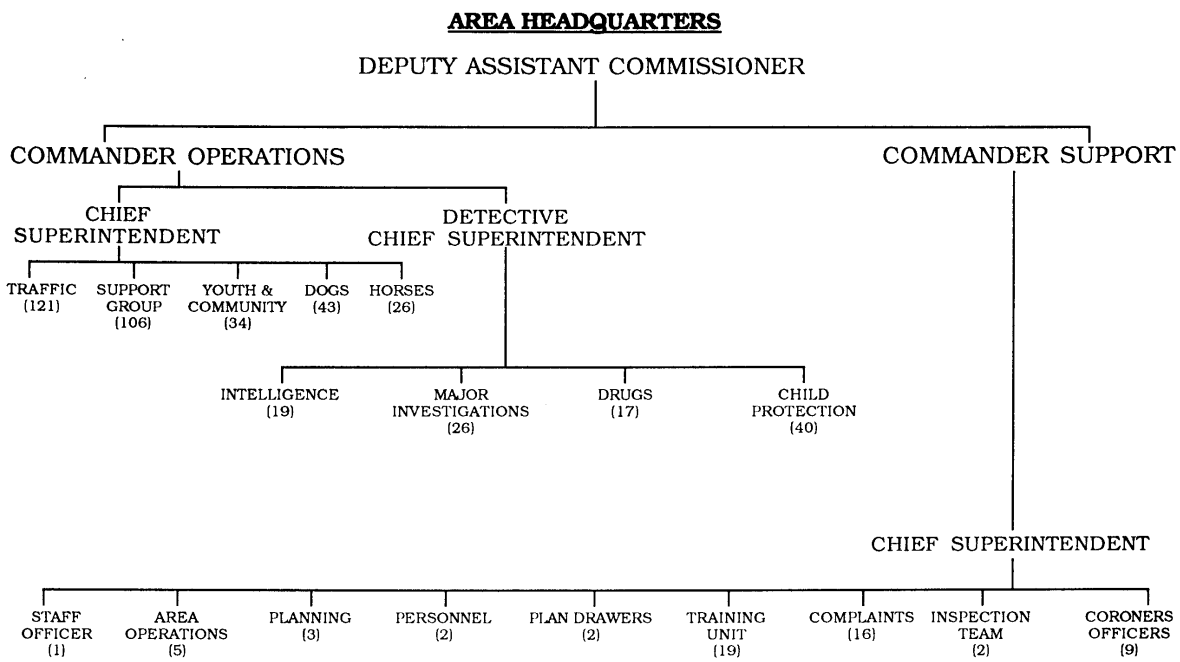 AREA HEADQUARTERS
DEPUTY ASSISTANT COMMISSIONER
COMMANDER OPERATIONS
COMMANDER SUPPORT
CHIEF
SUPERINTENDENT
DETECTIVE
CHIEF SUPERINTENDENT
TRAFFIC
(121)
SUPPORT
GROUP
(106)
YOUTH &
COMMUNITY
(34)
DOGS
(43)
HORSES
(26)
INTELLIGENCE
(19)
MAJOR
INVESTIGATIONS
(26)
DRUGS
(17)
CHILD
PROTECTION
(40)
CHIEF SUPERINTENDENT
STAFF
OFFICER
(1)
AREA
OPERATIONS
(5)
PLANNING
(3)
PERSONNEL
(2)
PLAN DRAWERS
(2)
TRAINING
UNIT
(19)
COMPLAINTS
(16)
INSPECTION
TEAM
(2)
CORONERS
OFFICERS
(9)